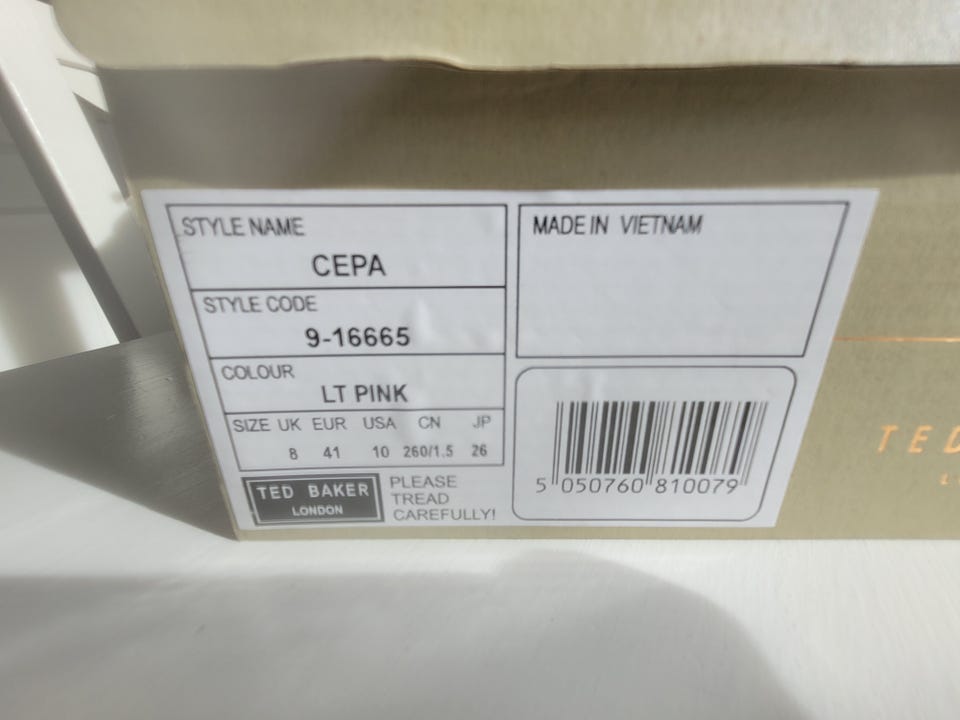 STYLE NAME
CEPA
STYLE CODE
9-16665
COLOUR
LT PINK
SIZE UK EUR USA CN JP
8 41 10 260/1.5 26
TED BAKER
LONDON
PLEASE
TREAD
CAREFULLY!
MADE IN VIETNAM
5 050760 810079
TED